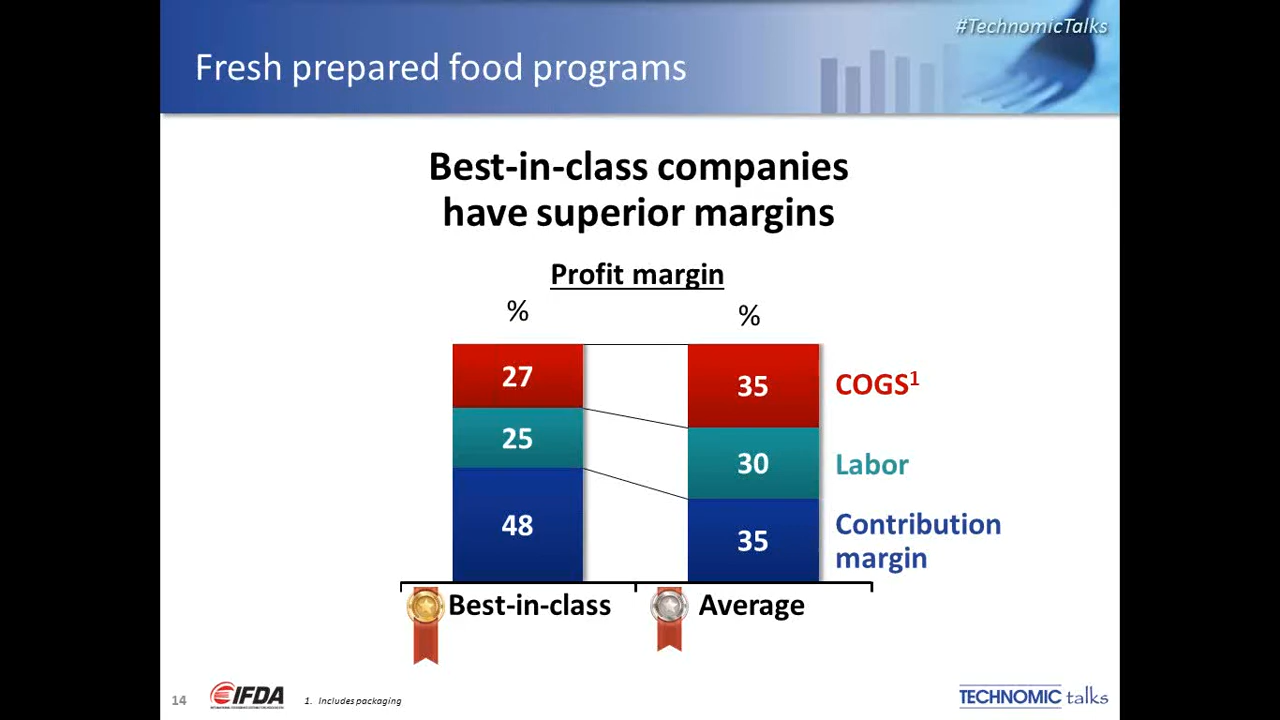 #TechnomicTalks
Fresh prepared food programs
Best-in-class companies
have superior margins
Profit margin
% %
27 35 COGS¹
25 30 Labor
48 35 Contribution
margin
Best-in-class Average
14 IFDA 1. Includes packaging TECHNOMIC talks